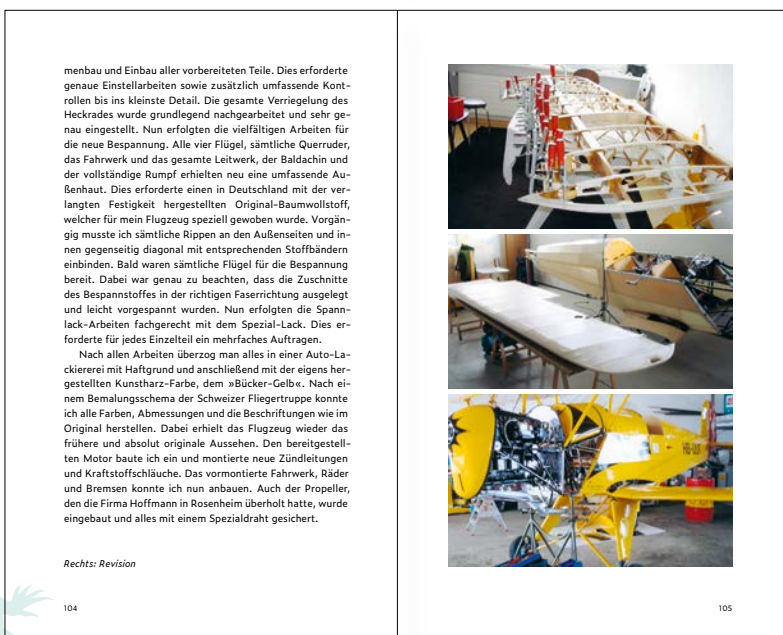 menbau und Einbau aller vorbereiteten Teile. Dies erforderte
genaue Einstellarbeiten sowie zusätzlich umfassende Kont-
rollen bis ins kleinste Detail. Die gesamte Verriegelung des
Heckrades wurde grundlegend nachgearbeitet und sehr ge-
nau eingestellt. Nun erfolgten die vielfältigen Arbeiten für
die neue Bespannung. Alle vier Flügel, sämtliche Querruder,
das Fahrwerk und das gesamte Leitwerk, der Baldachin und
der vollständige Rumpf erhielten neu eine umfassende Au-
ßenhaut. Dies erforderte einen in Deutschland mit der ver-
langten Festigkeit hergestellten Original-Baumwollstoff,
welcher für mein Flugzeug speziell gewoben wurde. Vorgän-
gig musste ich sämtliche Rippen an den Außenseiten und in-
nen gegenseitig diagonal mit entsprechenden Stoffbändern
einbinden. Bald waren sämtliche Flügel für die Bespannung
bereit. Dabei war genau zu beachten, dass die Zuschnitte
des Bespannstoffes in der richtigen Faserrichtung ausgelegt
und leicht vorgespannt wurden. Nun erfolgten die Spann-
lack-Arbeiten fachgerecht mit dem Spezial-Lack. Dies er-
forderte für jedes Einzelteil ein mehrfaches Auftragen.
Nach allen Arbeiten überzog man alles in einer Auto-La-
ckiererei mit Haftgrund und anschließend mit der eigens her-
gestellten Kunstharz-Farbe, dem »Bücker-Gelb«. Nach ei-
nem Bemalungsschema der Schweizer Fliegertruppe konnte
ich alle Farben, Abmessungen und die Beschriftungen wie im
Original herstellen. Dabei erhielt das Flugzeug wieder das
frühere und absolut originale Aussehen. Den bereitgestell-
ten Motor baute ich ein und montierte neue Zündleitungen
und Kraftstoffschläuche. Das vormontierte Fahrwerk, Räder
und Bremsen konnte ich nun anbauen. Auch der Propeller,
den die Firma Hoffmann in Rosenheim überholt hatte, wurde
eingebaut und alles mit einem Spezialdraht gesichert.
Rechts: Revision
104
105